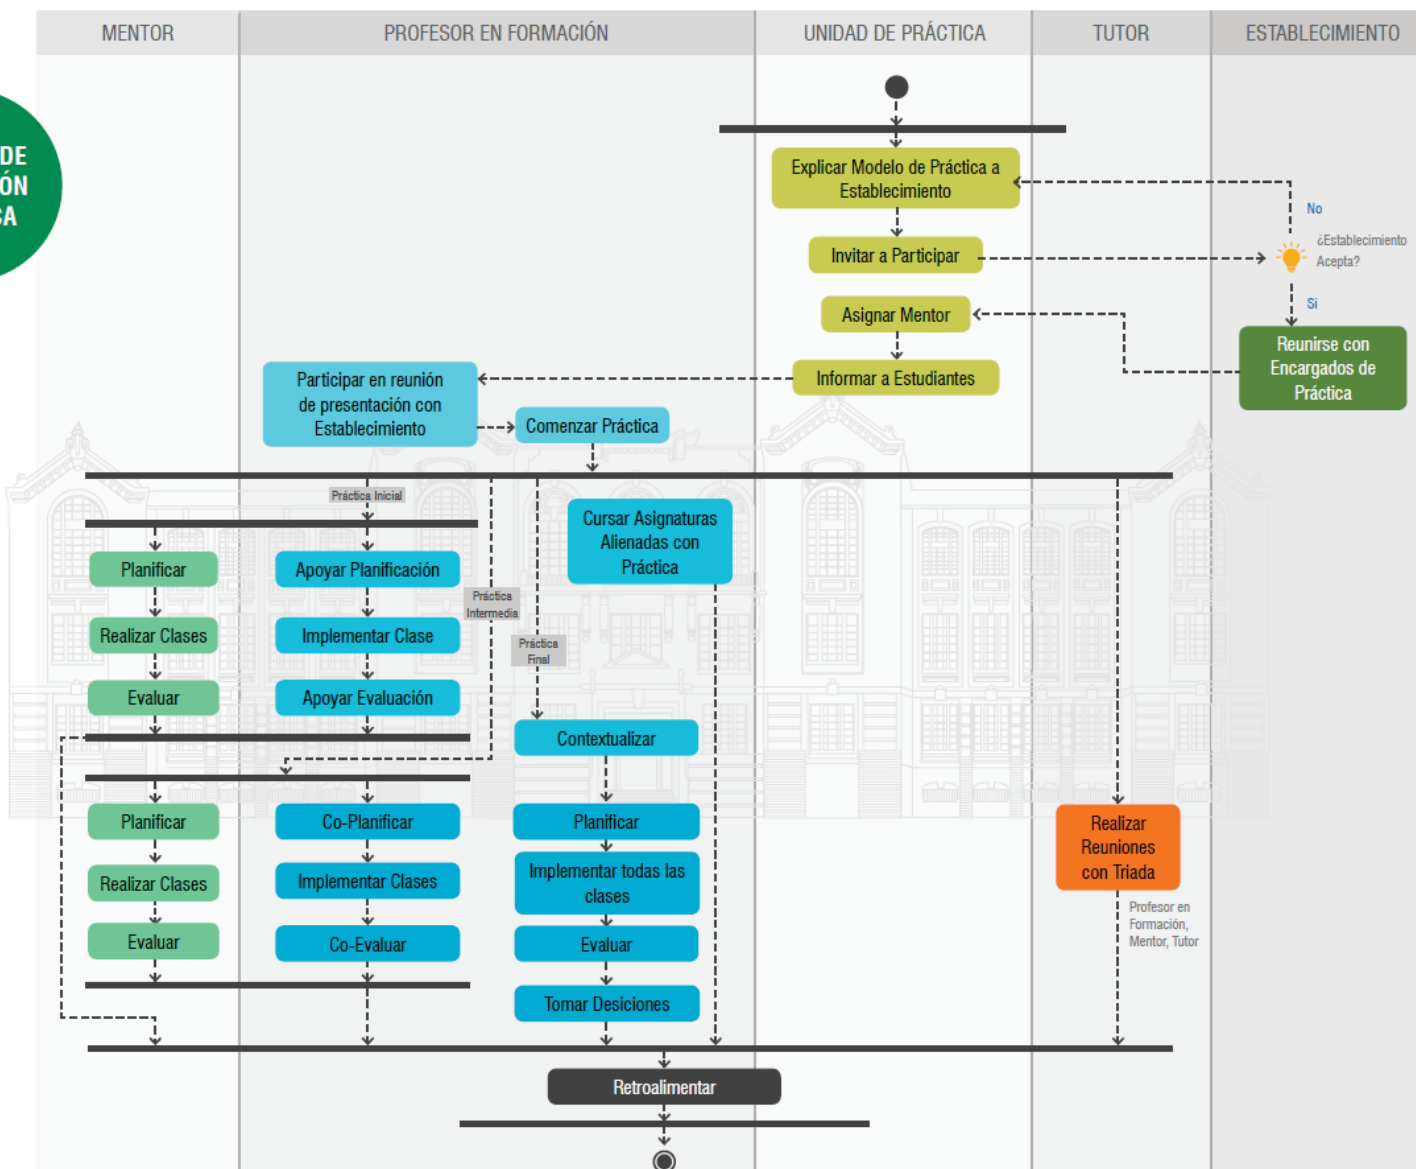 MENTOR
PROFESOR EN FORMACIÓN
UNIDAD DE PRÁCTICA
TUTOR
ESTABLECIMIENTO
DE
ÓN
CA
Explicar Modelo de Práctica a
Establecimiento
No
Invitar a Participar
¿Establecimiento
Acepta?
Si
Asignar Mentor
Reunirse con
Encargados de
Práctica
Informar a Estudiantes
Participar en reunión
de presentación con
Establecimiento
Comenzar Práctica
Práctica Inicial
Cursar Asignaturas
Alienadas con
Práctica
Planificar
Apoyar Planificación
Práctica
Intermedia
Realizar Clases
Implementar Clase
Práctica
Final
Evaluar
Apoyar Evaluación
Contextualizar
Planificar
Co-Planificar
Planificar
Realizar
Reuniones
con Triada
Realizar Clases
Implementar Clases
Implementar todas las
clases
Profesor en
Formación,
Mentor, Tutor
Evaluar
Co-Evaluar
Evaluar
Tomar Desiciones
Retroalimentar